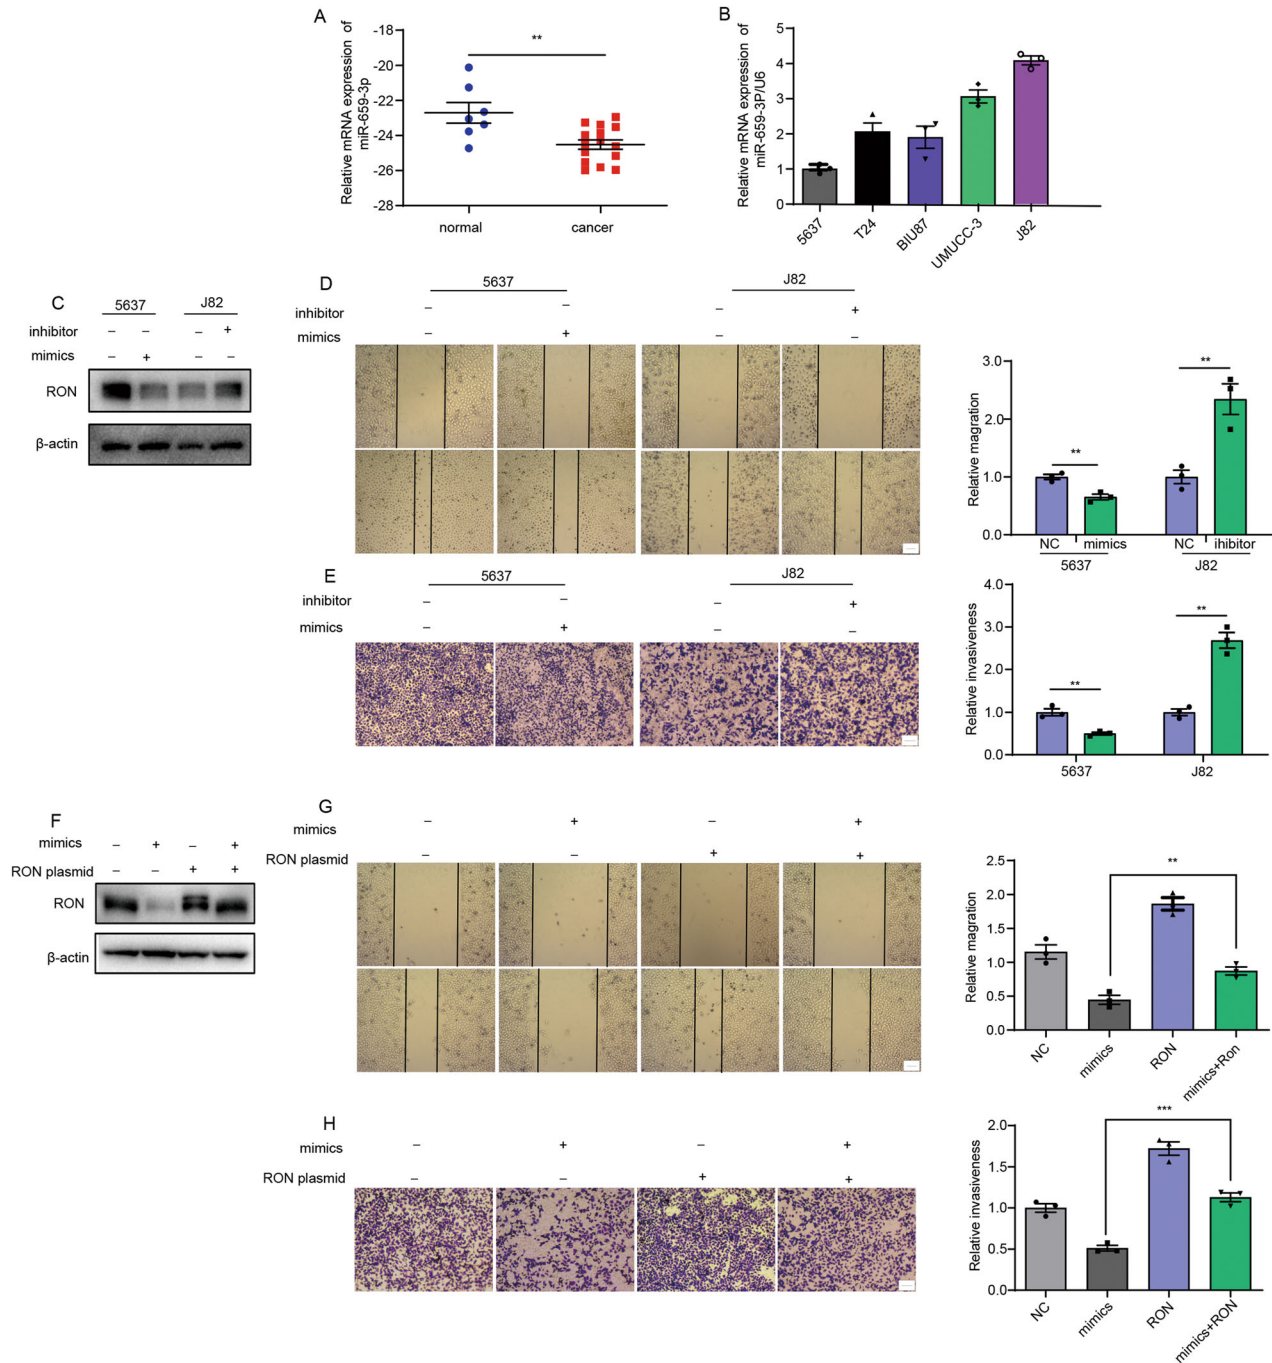 A
Relative mRNA expression of
miR-659-3p
-18
-20
-22
-24
-26
-28
**
normal
cancer
B
Relative mRNA expression of
miR-659-3P/U6
5
4
3
2
1
0
5637
T24
BIU87
UMUCC-3
J82
C
5637
J82
inhibitor
– – – +
mimics
– + – –
RON
β-actin
D
5637
J82
inhibitor
– – – +
mimics
– + – –
Relative magration
3.0
2.0
1.0
0.0
**
**
NC
mimics
NC
ihibitor
5637
J82
E
5637
J82
inhibitor
– – – +
mimics
– + – –
Relative invasiveness
4.0
3.0
2.0
1.0
0.0
**
**
5637
J82
F
mimics
– + – +
RON plasmid
– – + +
RON
β-actin
G
mimics
– + – +
RON plasmid
– – + +
Relative magration
2.5
2.0
1.5
1.0
0.5
0.0
**
NC
mimics
RON
mimics+Ron
H
mimics
– + – +
RON plasmid
– – + +
Relative invasiveness
2.0
1.5
1.0
0.5
0.0
***
NC
mimics
RON
mimics+RON